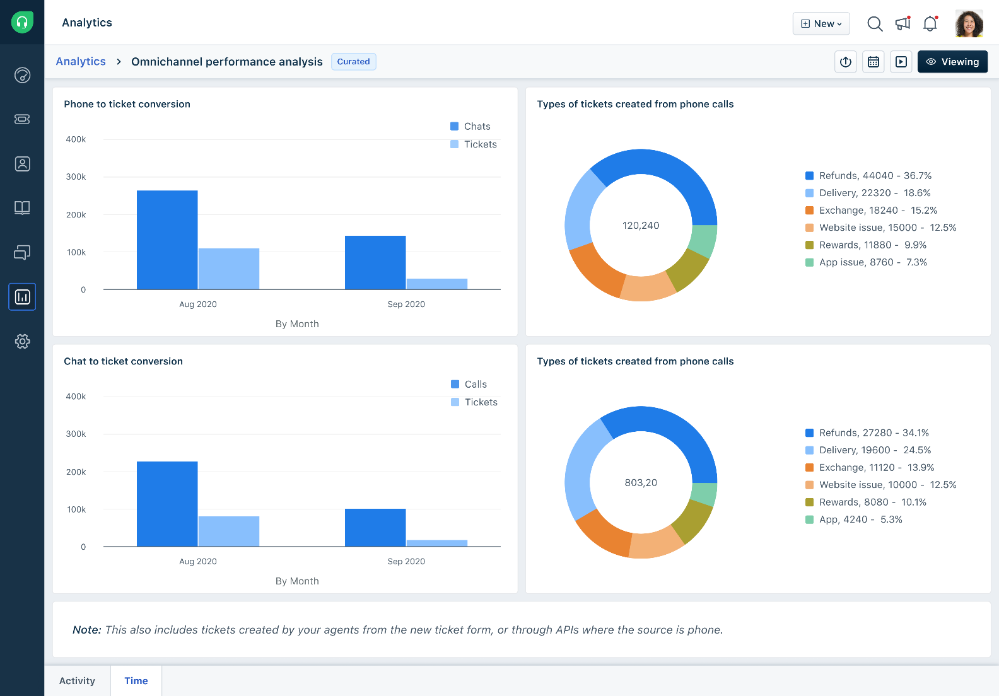 Analytics
New
Analytics > Omnichannel performance analysis Curated
Viewing
Phone to ticket conversion
Chats
Tickets
400k
300k
200k
100k
0
Aug 2020 Sep 2020
By Month
Types of tickets created from phone calls
120,240
Refunds, 44040 - 36.7%
Delivery, 22320 - 18.6%
Exchange, 18240 - 15.2%
Website issue, 15000 - 12.5%
Rewards, 11880 - 9.9%
App issue, 8760 - 7.3%
Chat to ticket conversion
Calls
Tickets
400k
300k
200k
100k
0
Aug 2020 Sep 2020
By Month
Types of tickets created from phone calls
803,20
Refunds, 27280 - 34.1%
Delivery, 19600 - 24.5%
Exchange, 11120 - 13.9%
Website issue, 10000 - 12.5%
Rewards, 8080 - 10.1%
App, 4240 - 5.3%
Note: This also includes tickets created by your agents from the new ticket form, or through APIs where the source is phone.
Activity Time